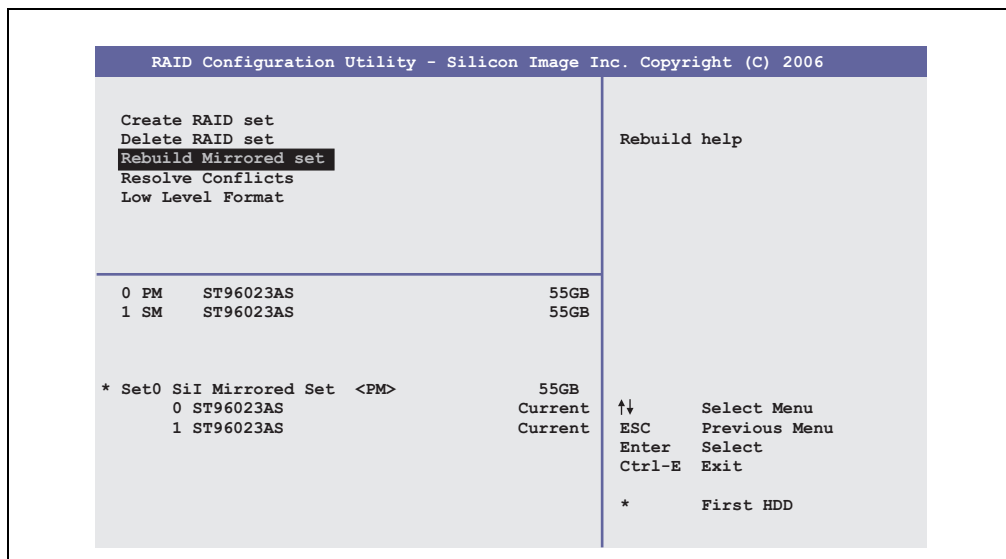 RAID Configuration Utility - Silicon Image Inc. Copyright (C) 2006
Create RAID set
Delete RAID set
Rebuild Mirrored set
Resolve Conflicts
Low Level Format
Rebuild help
0 PM ST96023AS 55GB
1 SM ST96023AS 55GB
* Set0 SiI Mirrored Set <PM> 55GB
0 ST96023AS Current
1 ST96023AS Current
↑↓ Select Menu
ESC Previous Menu
Enter Select
Ctrl-E Exit
* First HDD